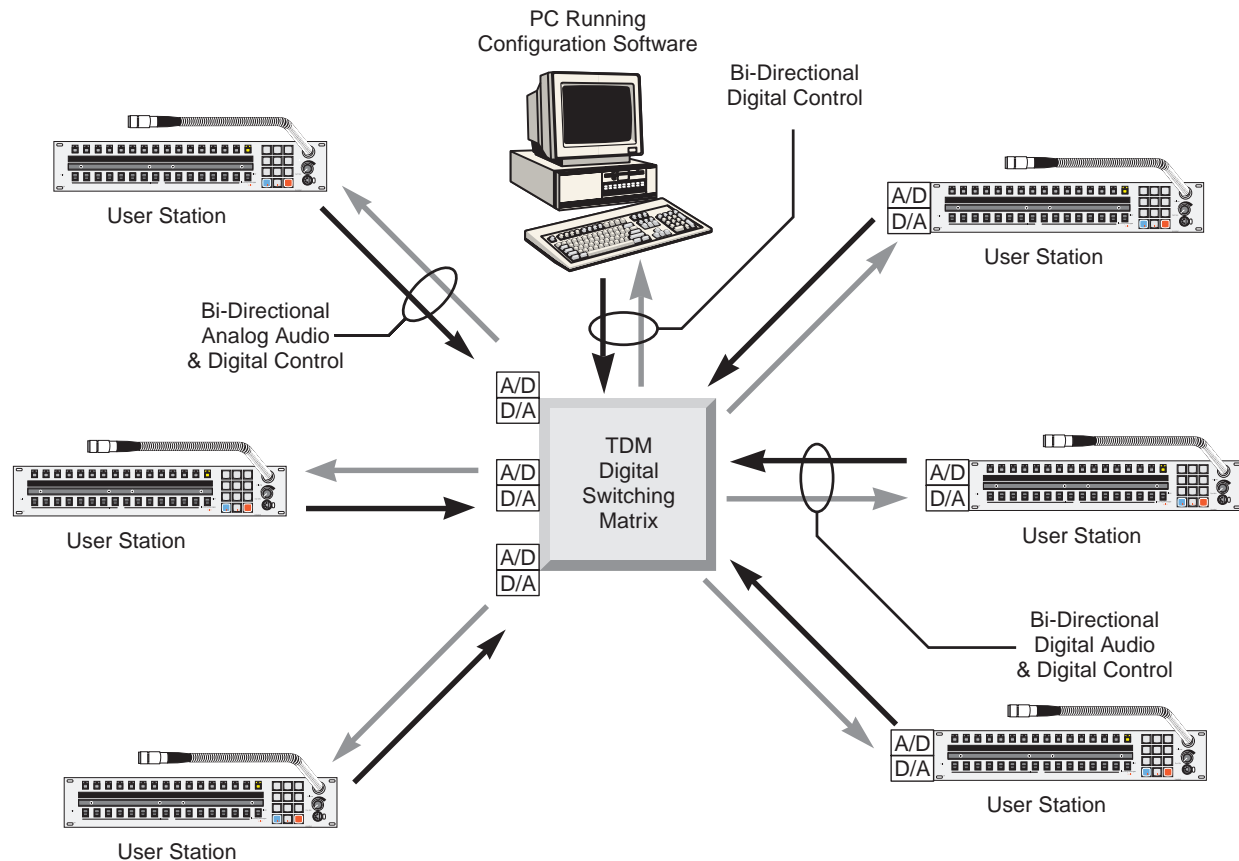 PC Running
Configuration Software
Bi-Directional
Digital Control
User Station
A/D
D/A
User Station
Bi-Directional
Analog Audio
& Digital Control
A/D
D/A
TDM
Digital
Switching
Matrix
A/D
D/A
A/D
D/A
User Station
User Station
A/D
D/A
Bi-Directional
Digital Audio
& Digital Control
A/D
D/A
User Station
User Station